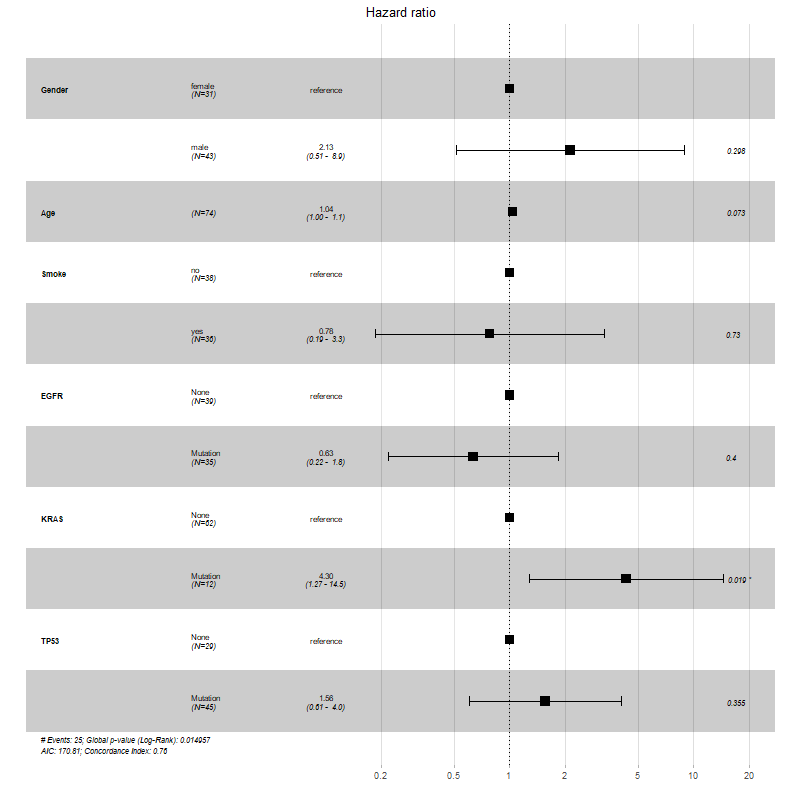 Hazard ratio
Gender female (N=31) reference
male (N=43) 2.13 (0.51 - 8.9) 0.298
Age (N=74) 1.04 (1.00 - 1.1) 0.073
Smoke no (N=38) reference
yes (N=36) 0.78 (0.19 - 3.3) 0.73
EGFR None (N=39) reference
Mutation (N=35) 0.63 (0.22 - 1.8) 0.4
KRAS None (N=62) reference
Mutation (N=12) 4.30 (1.27 - 14.5) 0.019 *
TP53 None (N=29) reference
Mutation (N=45) 1.56 (0.61 - 4.0) 0.355
# Events: 25; Global p-value (Log-Rank): 0.014957
AIC: 170.81; Concordance Index: 0.76
0.2 0.5 1 2 5 10 20